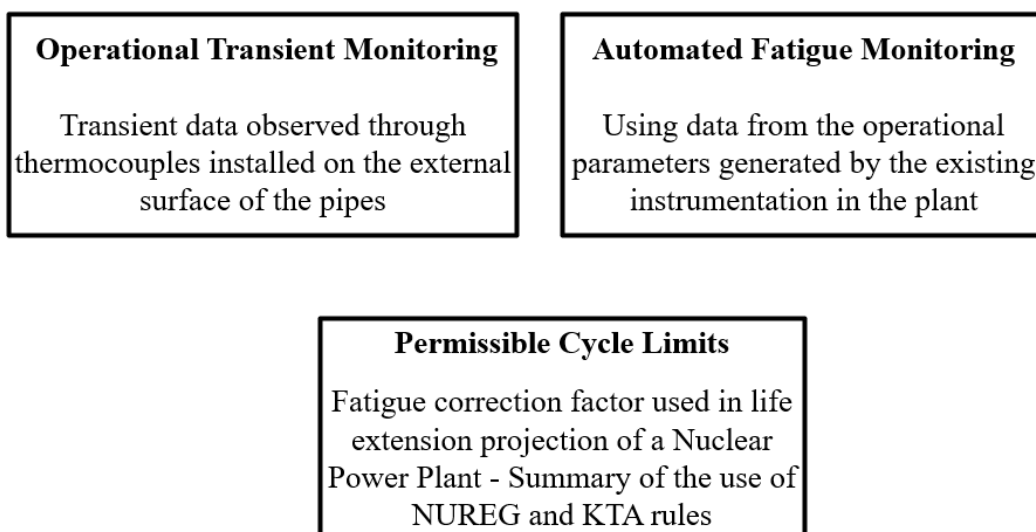 Operational Transient Monitoring
Transient data observed through
thermocouples installed on the external
surface of the pipes
Automated Fatigue Monitoring
Using data from the operational
parameters generated by the existing
instrumentation in the plant
Permissible Cycle Limits
Fatigue correction factor used in life
extension projection of a Nuclear
Power Plant - Summary of the use of
NUREG and KTA rules